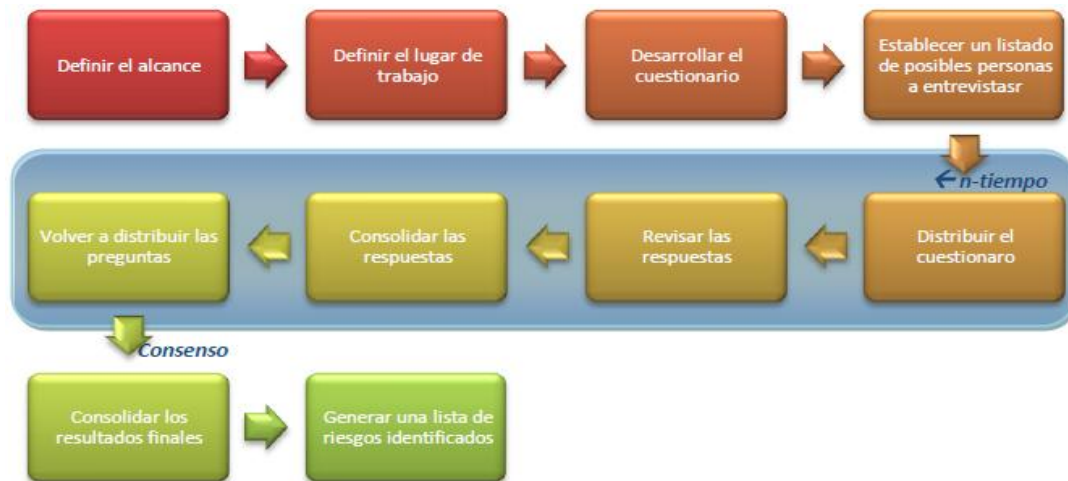 Definir el alcance
Definir el lugar de
trabajo
Desarrollar el
cuestionario
Establecer un listado
de posibles personas
a entrevistasr
←n-tiempo
Distribuir el
cuestionaro
Revisar las
respuestas
Consolidar las
respuestas
Volver a distribuir las
preguntas
Consenso
Consolidar los
resultados finales
Generar una lista de
riesgos identificados